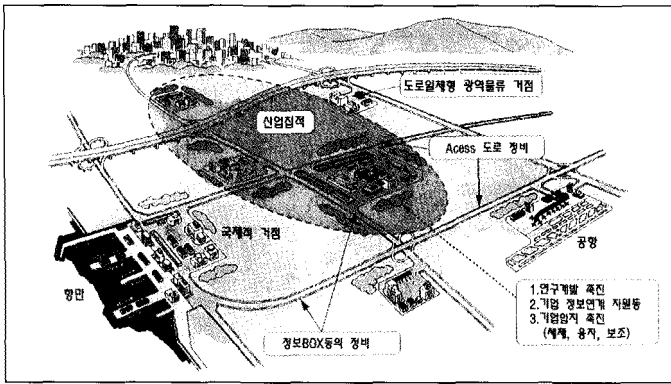 도로일체형 광역물류 거점
산업집적
Acess 도로 정비
국제적 거점
공항
항만
정보BOX등의 정비
1.연구개발 촉진
2.기업 정보연계 지원등
3.기업입지 촉진
(세제, 융자, 보조)